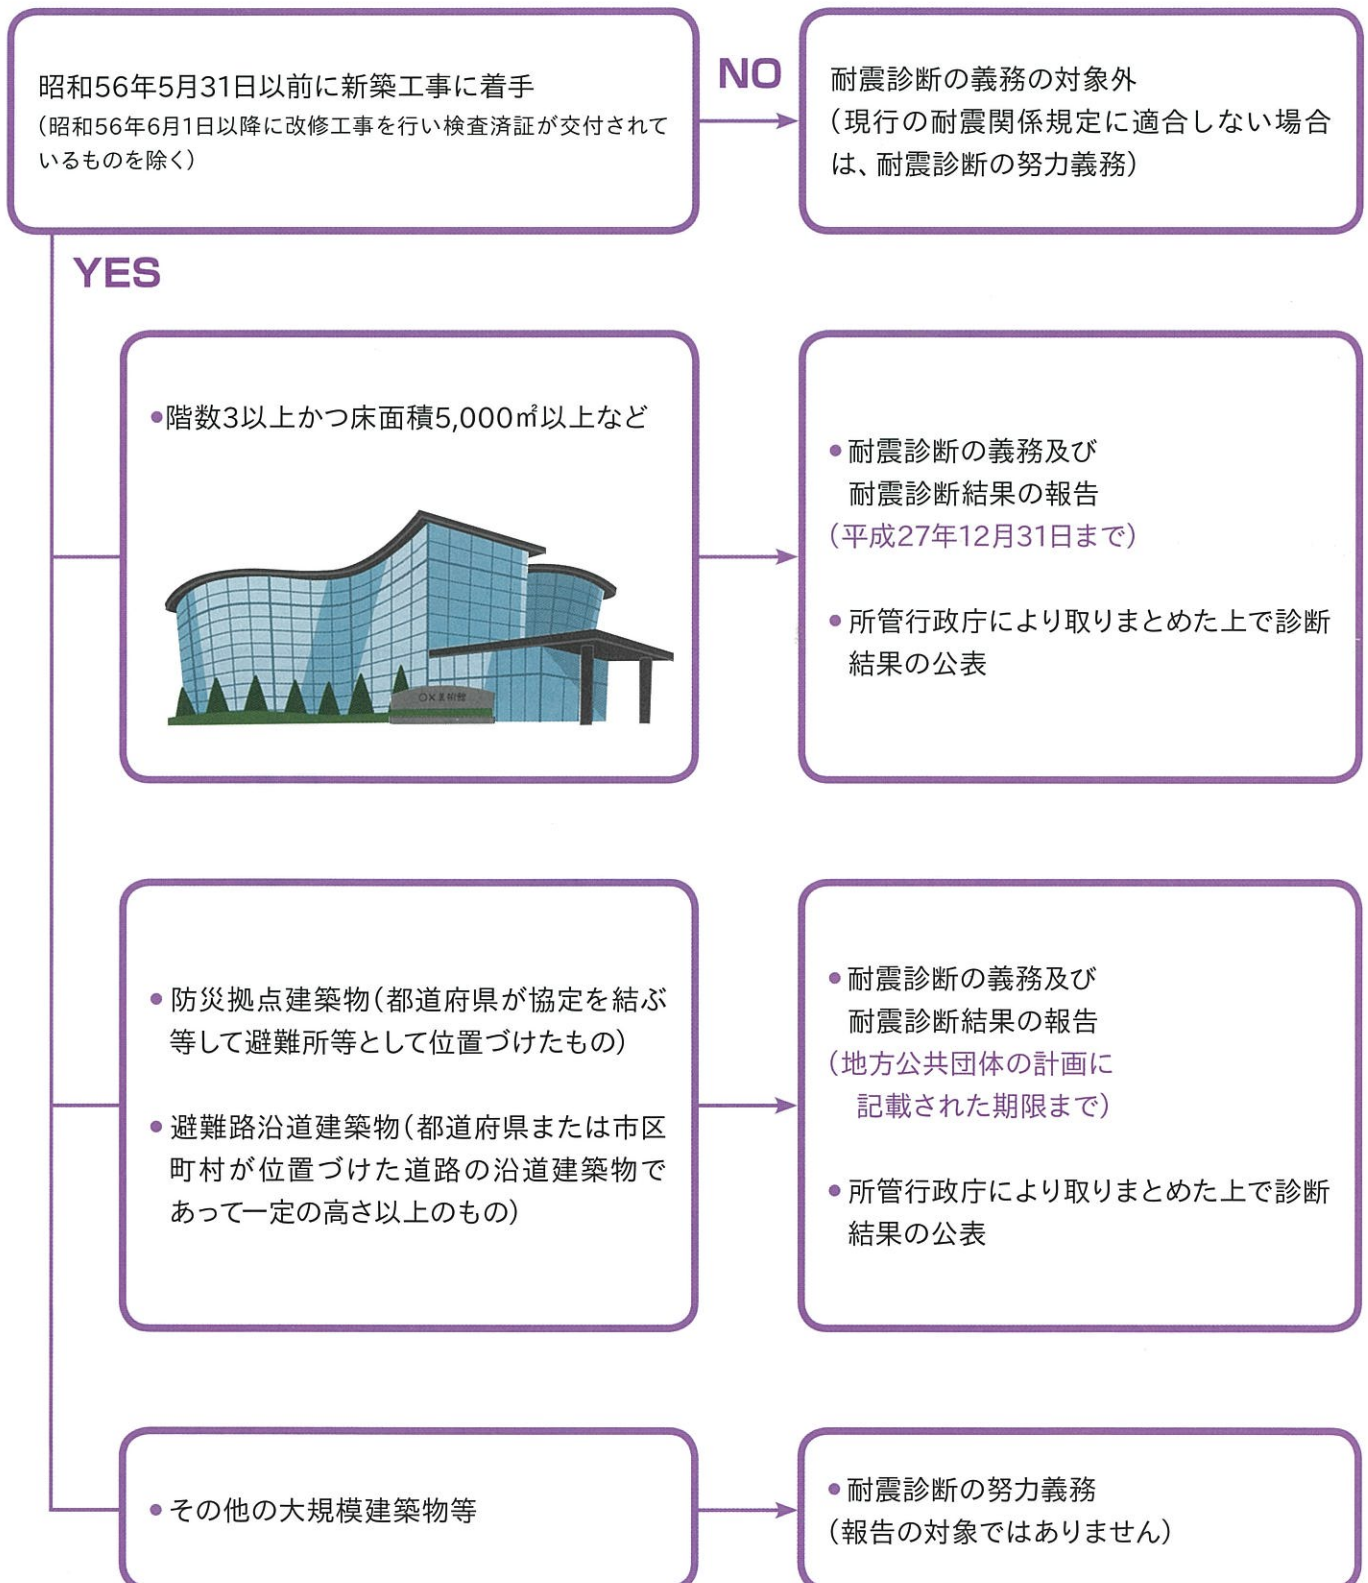 昭和56年5月31日以前に新築工事に着手
（昭和56年6月1日以降に改修工事を行い検査済証が交付されて
いるものを除く）
NO
耐震診断の義務の対象外
（現行の耐震関係規定に適合しない場合
は、耐震診断の努力義務）
YES
●階数3以上かつ床面積5,000㎡以上など
〇×美術館
●耐震診断の義務及び
耐震診断結果の報告
（平成27年12月31日まで）
●所管行政庁により取りまとめた上で診断
結果の公表
●防災拠点建築物（都道府県が協定を結ぶ
等して避難所等として位置づけたもの）
●避難路沿道建築物（都道府県または市区
町村が位置づけた道路の沿道建築物で
あって一定の高さ以上のもの）
●耐震診断の義務及び
耐震診断結果の報告
（地方公共団体の計画に
記載された期限まで）
●所管行政庁により取りまとめた上で診断
結果の公表
●その他の大規模建築物等
●耐震診断の努力義務
（報告の対象ではありません）